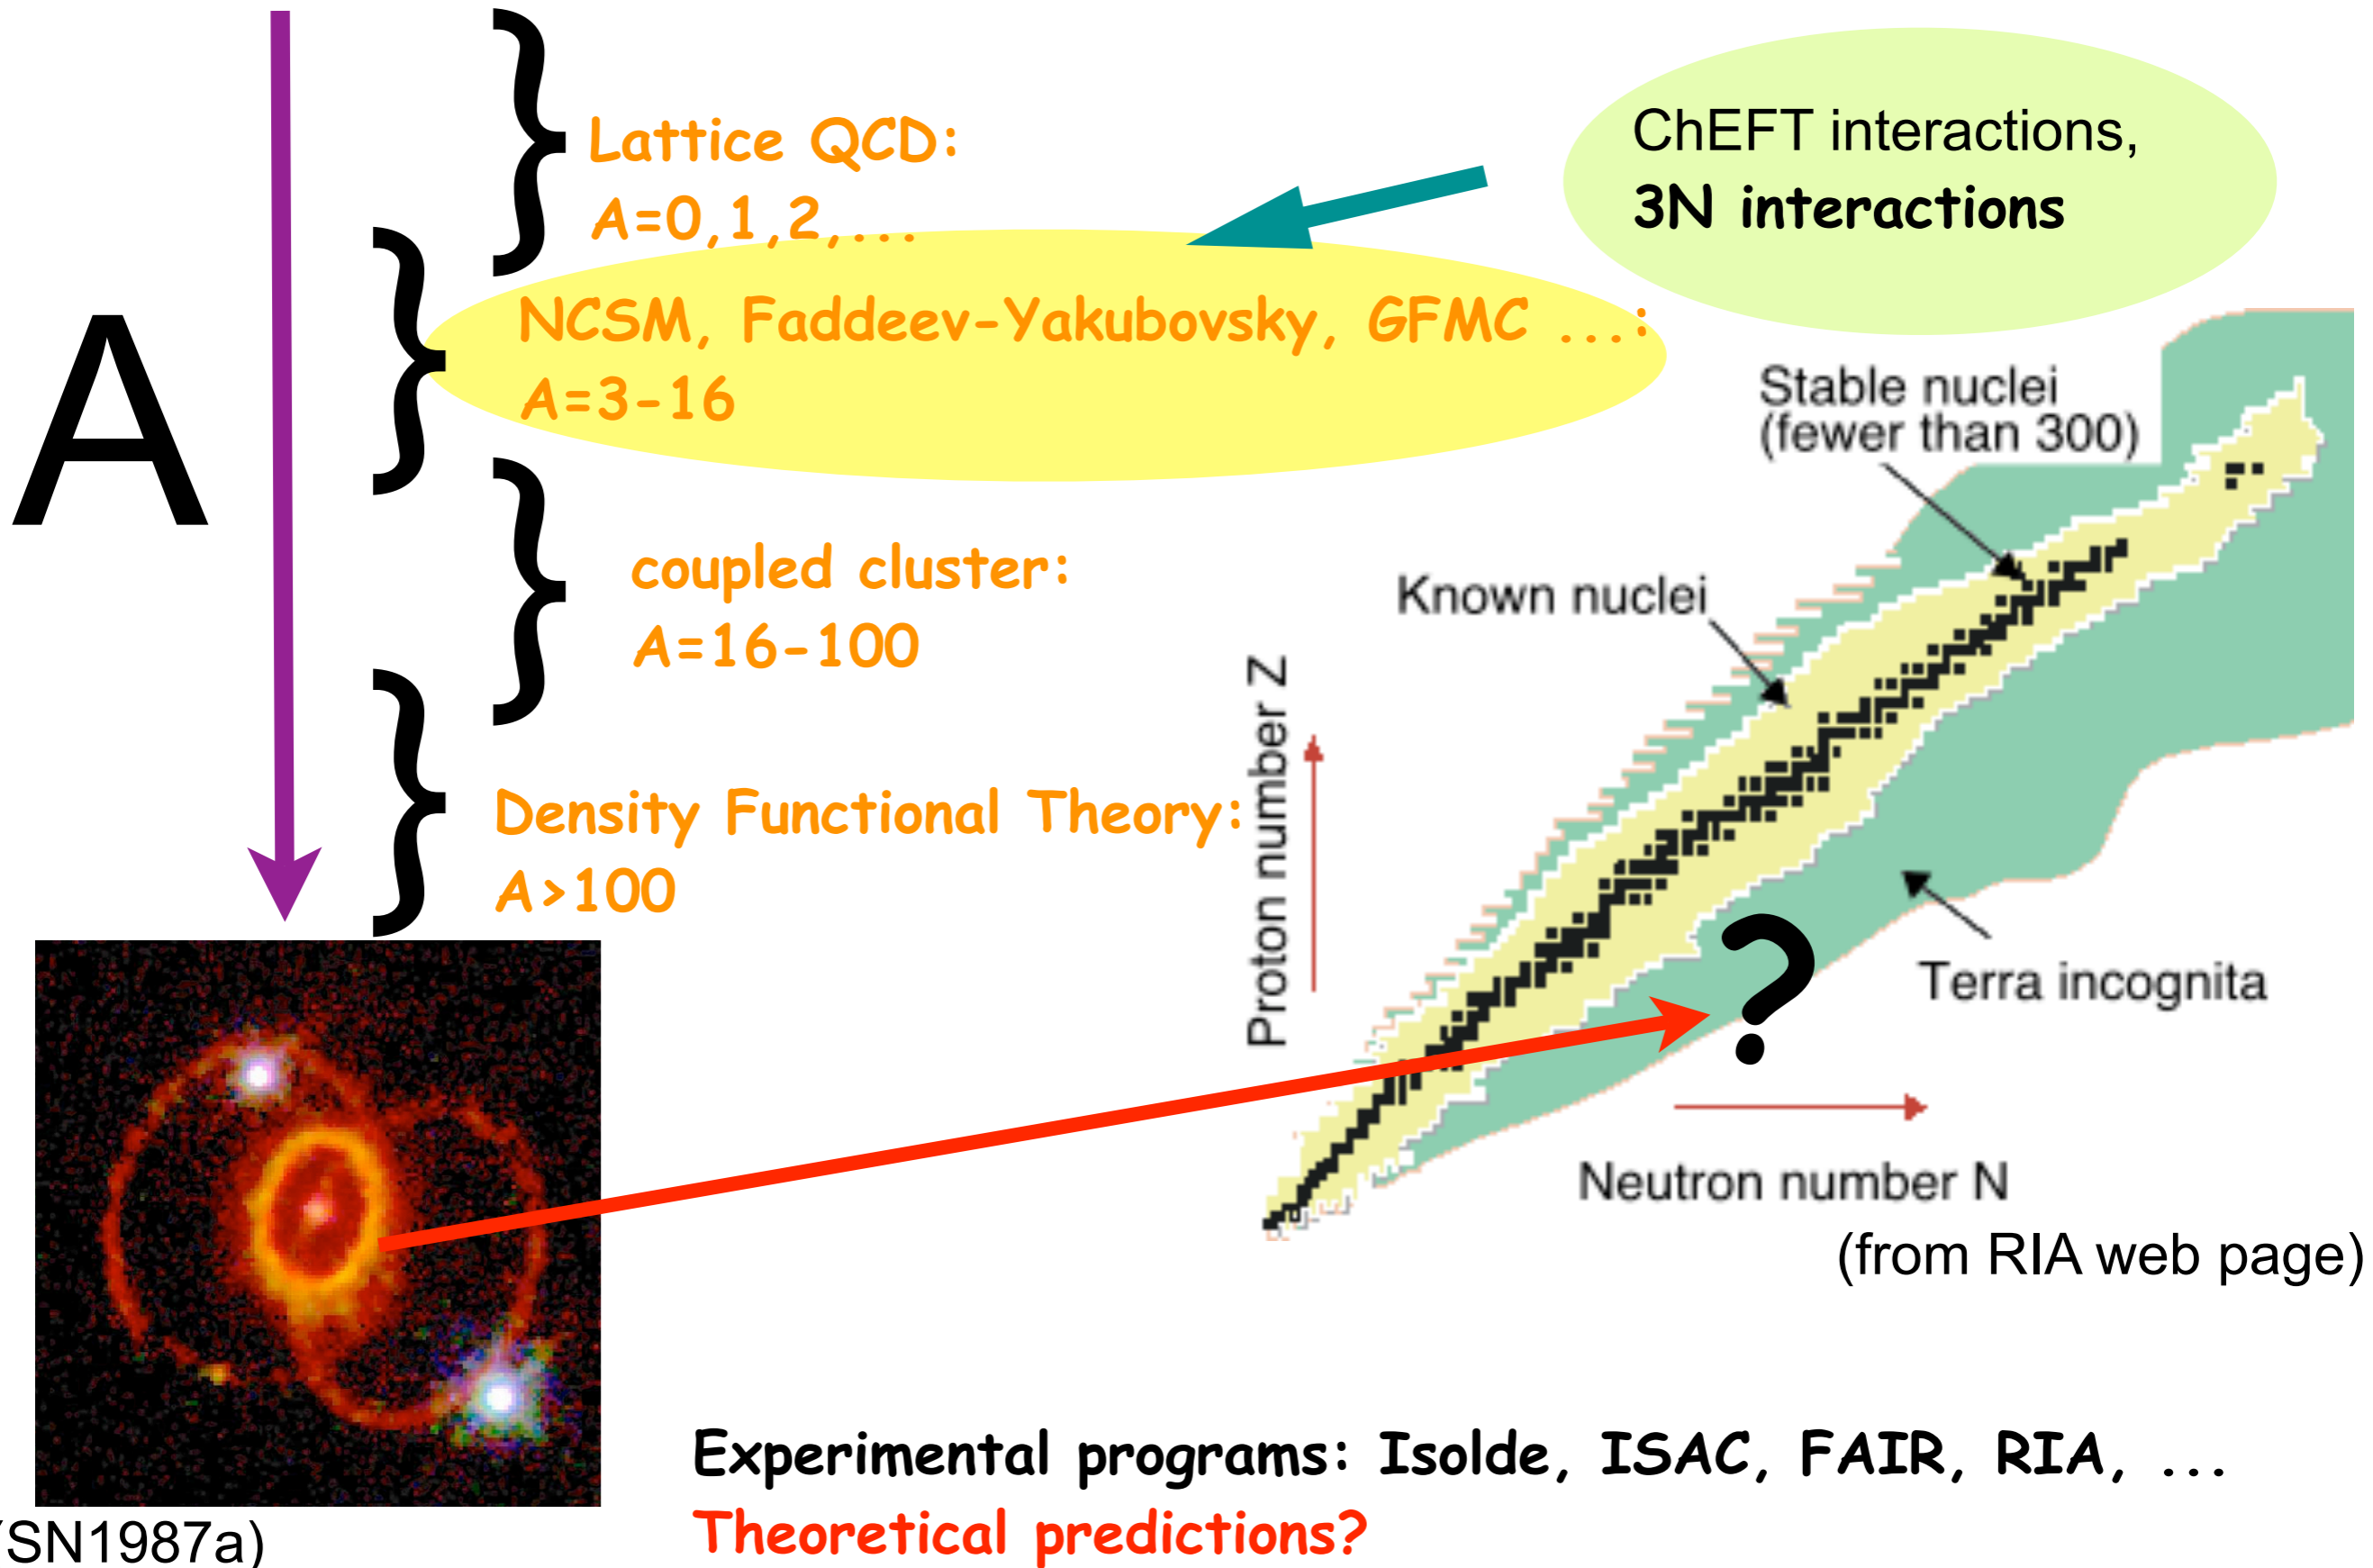 A
Lattice QCD:
A=0,1,2,....
NCSM, Faddeev-Yakubovsky, GFMC ...:
A=3-16
coupled cluster:
A=16-100
Density Functional Theory:
A>100
ChEFT interactions,
3N interactions
Stable nuclei
(fewer than 300)
Known nuclei
Proton number Z
?
Terra incognita
Neutron number N
(from RIA web page)
Experimental programs: Isolde, ISAC, FAIR, RIA, ...
Theoretical predictions?
(SN1987a)